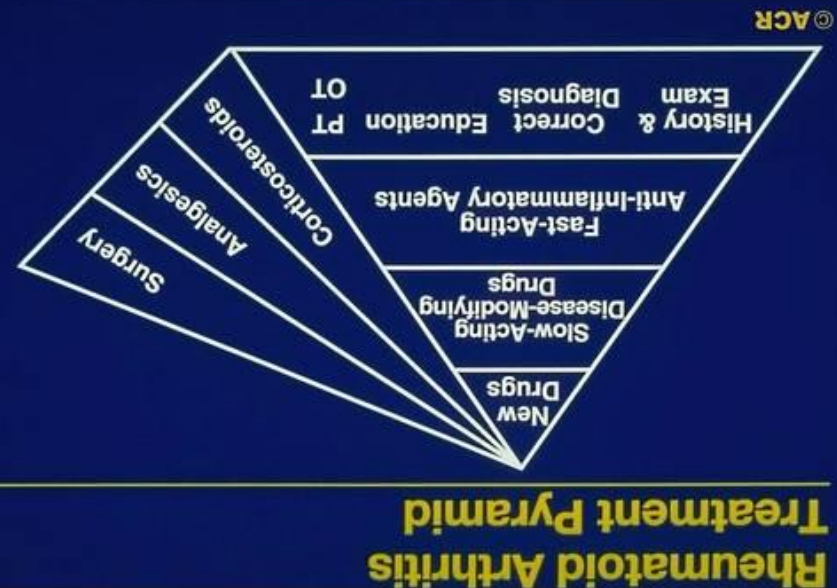 Rheumatoid Arthritis
Treatment Pyramid
New
Drugs
Slow-Acting
Disease-Modifying
Drugs
Fast-Acting
Anti-Inflammatory Agents
History & Correct Education PT
Exam Diagnosis OT
Corticosteroids
Analgesics
Surgery
© ACR